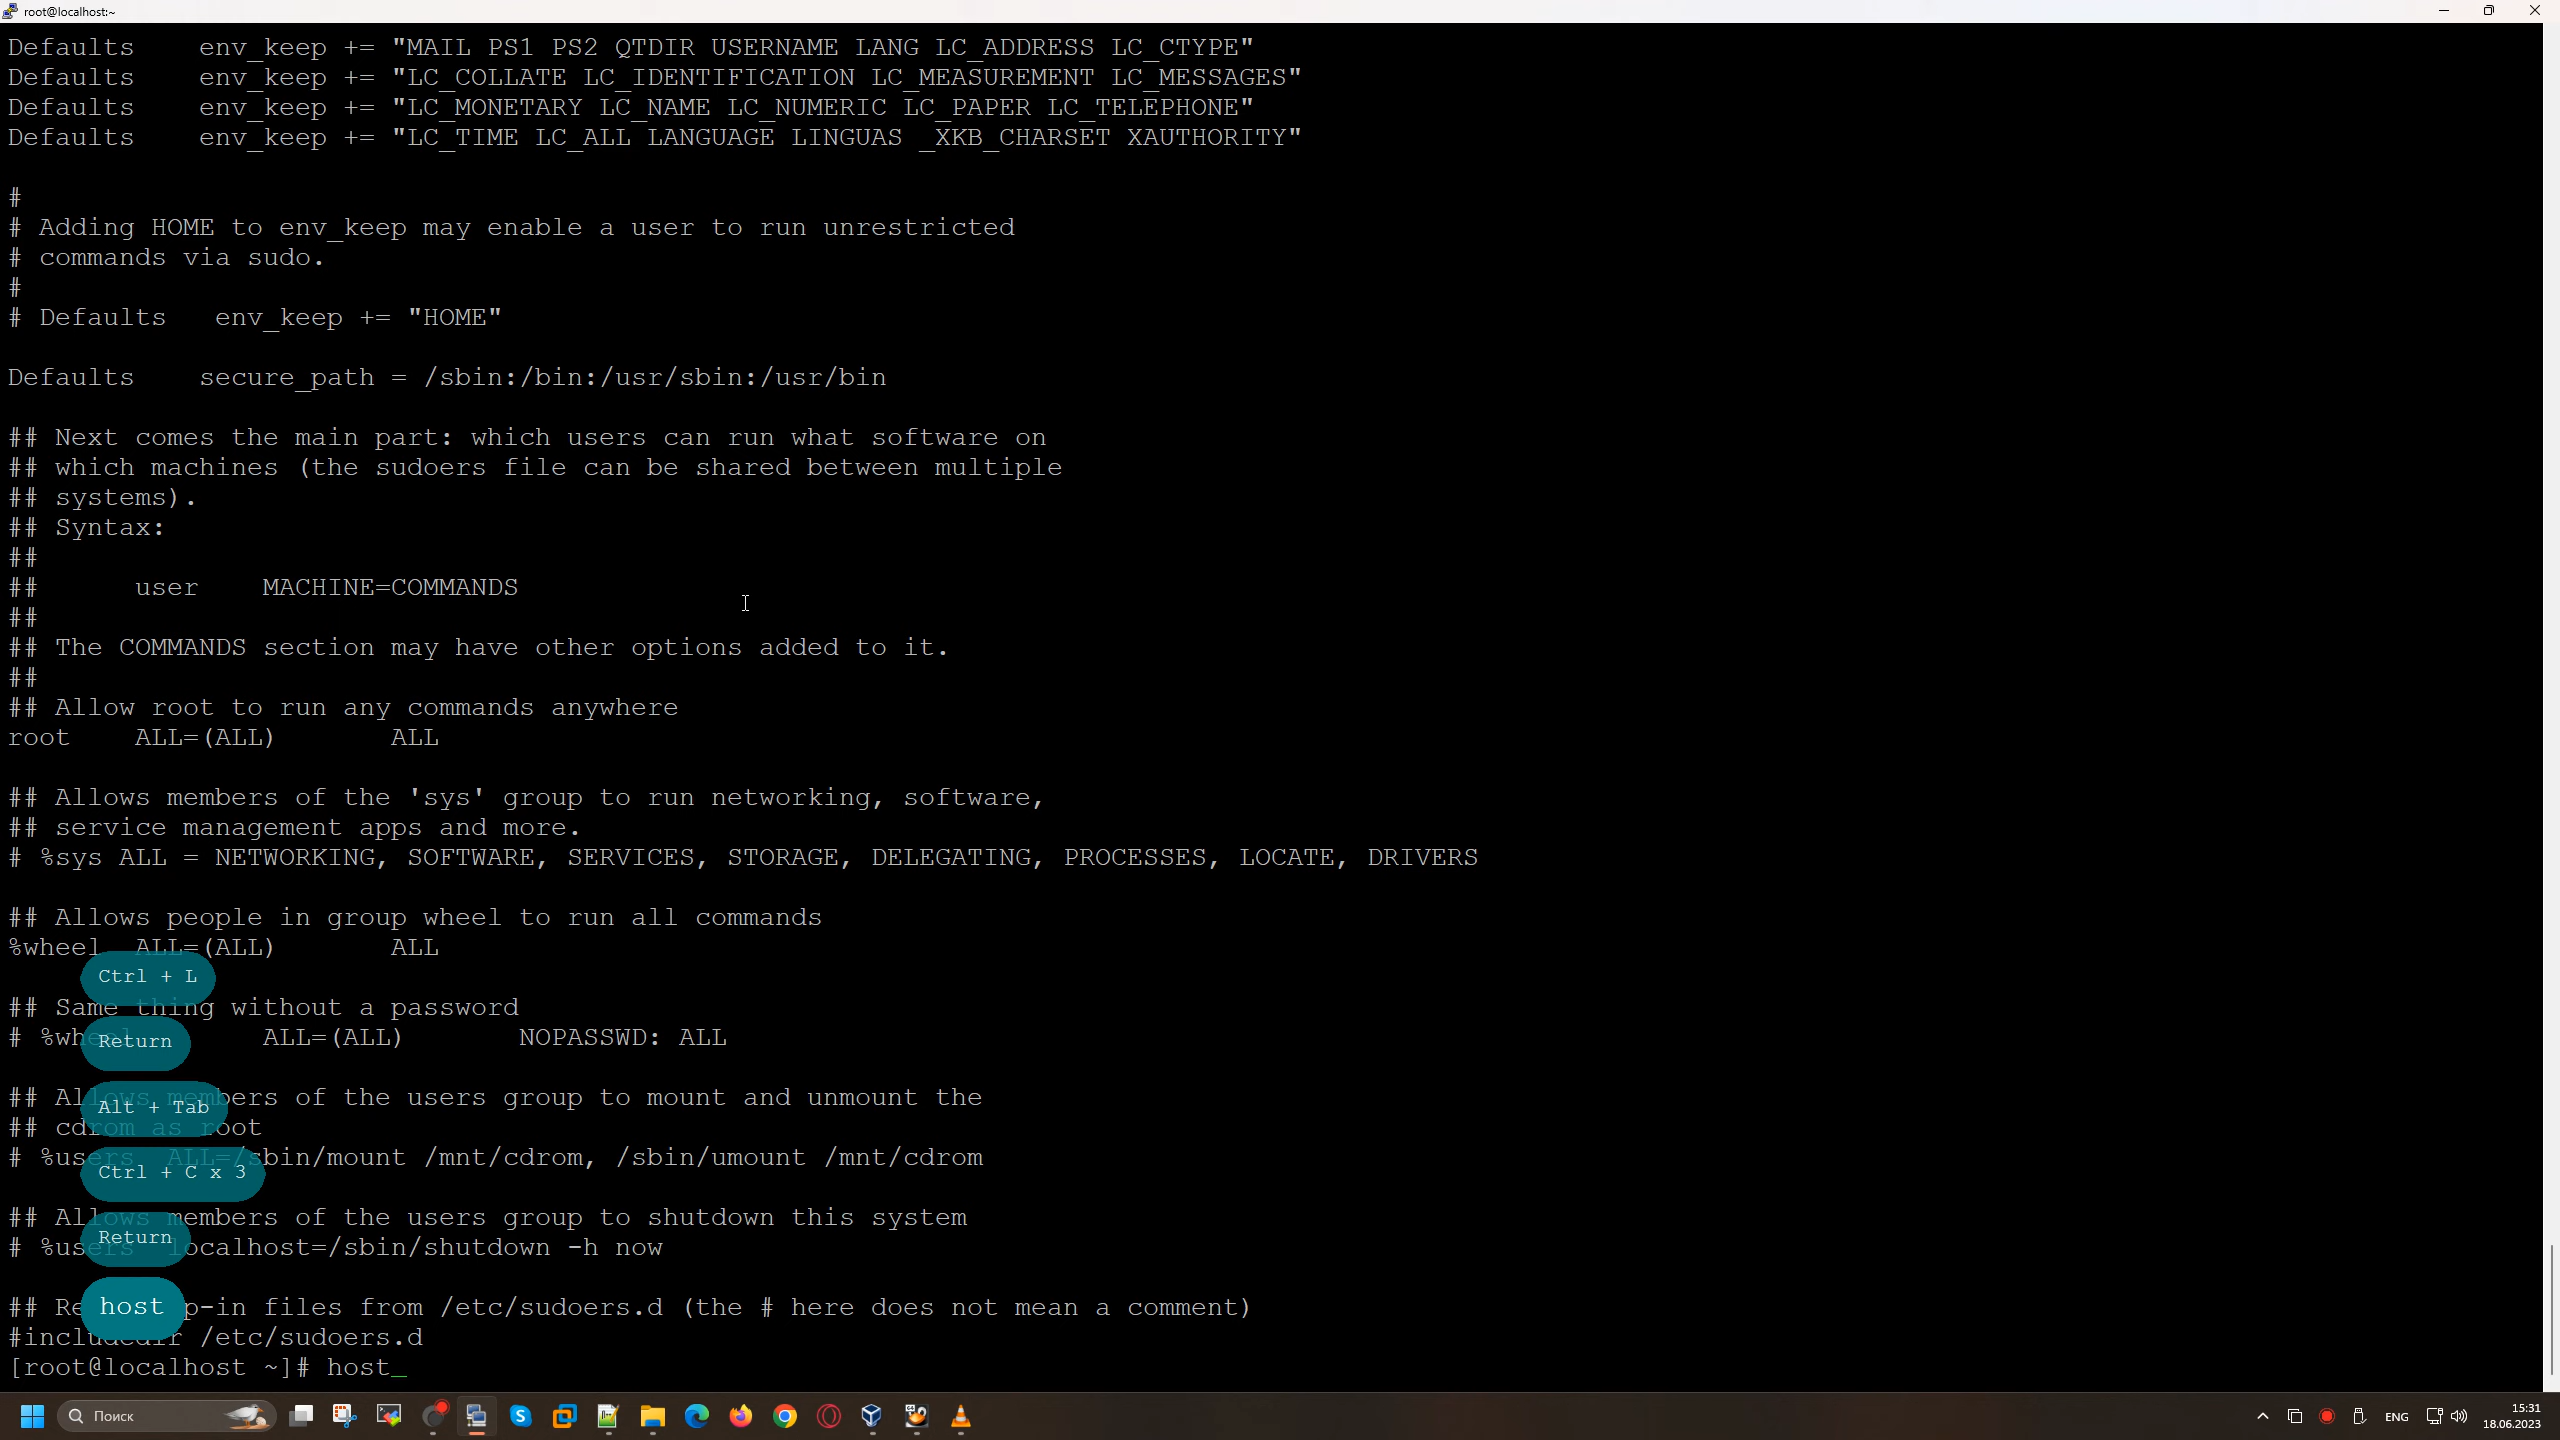 root@localhost:~
Defaults    env_keep += "MAIL PS1 PS2 QTDIR USERNAME LANG LC_ADDRESS LC_CTYPE"
Defaults    env_keep += "LC_COLLATE LC_IDENTIFICATION LC_MEASUREMENT LC_MESSAGES"
Defaults    env_keep += "LC_MONETARY LC_NAME LC_NUMERIC LC_PAPER LC_TELEPHONE"
Defaults    env_keep += "LC_TIME LC_ALL LANGUAGE LINGUAS _XKB_CHARSET XAUTHORITY"
#
# Adding HOME to env_keep may enable a user to run unrestricted
# commands via sudo.
#
# Defaults   env_keep += "HOME"
Defaults    secure_path = /sbin:/bin:/usr/sbin:/usr/bin
## Next comes the main part: which users can run what software on
## which machines (the sudoers file can be shared between multiple
## systems).
## Syntax:
##
##      user    MACHINE=COMMANDS
##
## The COMMANDS section may have other options added to it.
##
## Allow root to run any commands anywhere
root    ALL=(ALL)       ALL
## Allows members of the 'sys' group to run networking, software,
## service management apps and more.
# %sys ALL = NETWORKING, SOFTWARE, SERVICES, STORAGE, DELEGATING, PROCESSES, LOCATE, DRIVERS
## Allows people in group wheel to run all commands
%wheel  ALL=(ALL)       ALL
Ctrl + L
## Same thing without a password
# %wheel        ALL=(ALL)       NOPASSWD: ALL
Return
## Allows members of the users group to mount and unmount the
Alt + Tab
## cdrom as root
# %users  ALL=/sbin/mount /mnt/cdrom, /sbin/umount /mnt/cdrom
Ctrl + C x 3
## Allows members of the users group to shutdown this system
Return
# %users  localhost=/sbin/shutdown -h now
## Re p-in files from /etc/sudoers.d (the # here does not mean a comment)
host
#includedir /etc/sudoers.d
[root@localhost ~]# host_
Поиск
ENG
15:31
18.06.2023